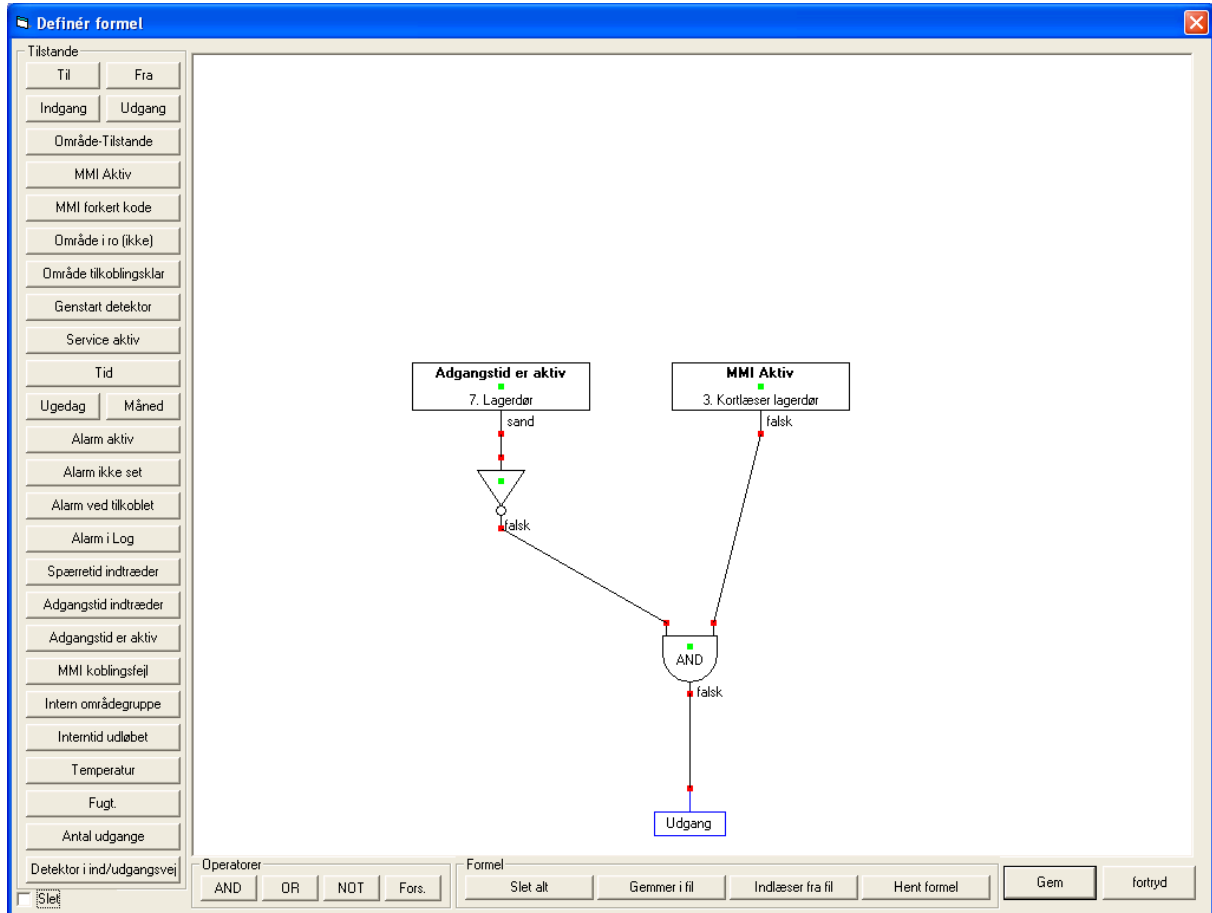 Definér formel
Tilstande
Til
Fra
Indgang
Udgang
Område-Tilstande
MMI Aktiv
MMI forkert kode
Område i ro (ikke)
Område tilkoblingsklar
Genstart detektor
Service aktiv
Tid
Ugedag
Måned
Alarm aktiv
Alarm ikke set
Alarm ved tilkoblet
Alarm i Log
Spærretid indtræder
Adgangstid indtræder
Adgangstid er aktiv
MMI koblingsfejl
Intern områdegruppe
Interntid udløbet
Temperatur
Fugt.
Antal udgange
Detektor i ind/udgangsvej
Slet
Adgangstid er aktiv
7. Lagerdør
sand
MMI Aktiv
3. Kortlæser lagerdør
falsk
falsk
AND
falsk
Udgang
Operatorer
AND
OR
NOT
Fors.
Formel
Slet alt
Gemmer i fil
Indlæser fra fil
Hent formel
Gem
fortryd